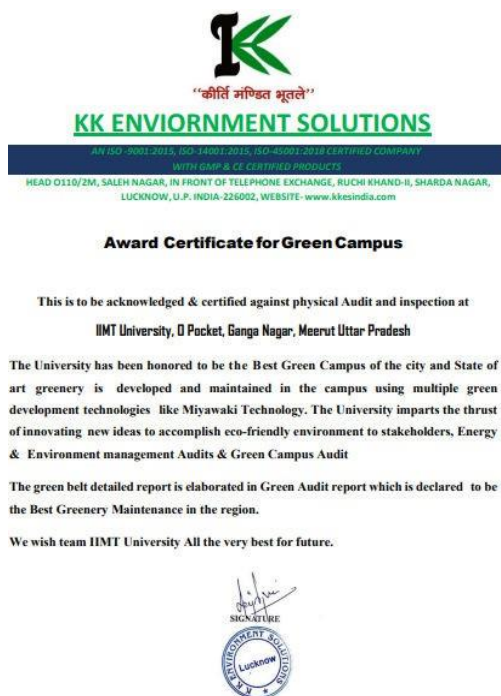 KK
“कीर्ति मण्डित भूतले”
KK ENVIORNMENT SOLUTIONS
AN ISO -9001:2015, ISO-14001:2015, ISO-45001:2018 CERTIFIED COMPANY
WITH GMP & CE CERTIFIED PRODUCTS
HEAD O110/2M, SALEH NAGAR, IN FRONT OF TELEPHONE EXCHANGE, RUCHI KHAND-II, SHARDA NAGAR,
LUCKNOW, U.P. INDIA-226002, WEBSITE- www.kkesindia.com
Award Certificate for Green Campus
This is to be acknowledged & certified against physical Audit and inspection at
IIMT University, O Pocket, Ganga Nagar, Meerut Uttar Pradesh
The University has been honored to be the Best Green Campus of the city and State of
art greenery is developed and maintained in the campus using multiple green
development technologies like Miyawaki Technology. The University imparts the thrust
of innovating new ideas to accomplish eco-friendly environment to stakeholders, Energy
& Environment management Audits & Green Campus Audit
The green belt detailed report is elaborated in Green Audit report which is declared to be
the Best Greenery Maintenance in the region.
We wish team IIMT University All the very best for future.
SIGNATURE
KK ENVIRONMENT SOLUTIONS
Lucknow